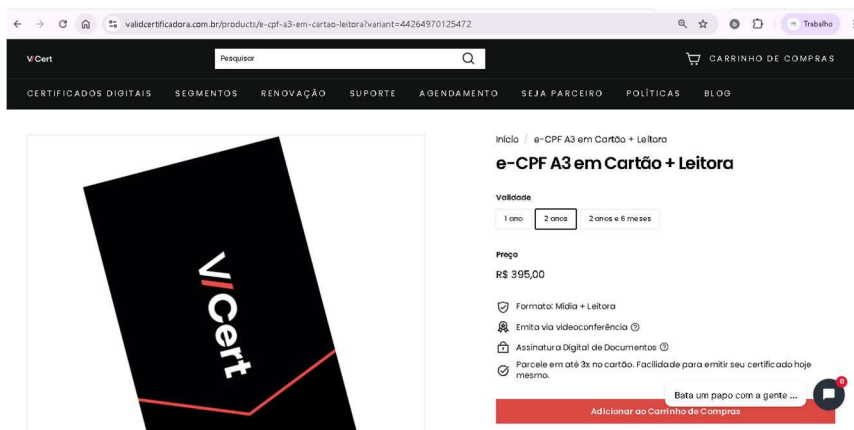 validcertificadora.com.br/products/e-cpf-a3-em-cartao-leitora?variant=44264970125472
Trabalho
V/Cert
Pesquisar
CARRINHO DE COMPRAS
CERTIFICADOS DIGITAIS SEGMENTOS RENOVAÇÃO SUPORTE AGENDAMENTO SEJA PARCEIRO POLÍTICAS BLOG
Início / e-CPF A3 em Cartão + Leitora
e-CPF A3 em Cartão + Leitora
Validade
1 ano 2 anos 2 anos e 6 meses
Preço
R$ 395,00
Formato: Mídia + Leitora
Emita via videoconferência
Assinatura Digital de Documentos
Parcele em até 3x no cartão. Facilidade para emitir seu certificado hoje
mesmo.
Bata um papo com a gente ...
6
Adicionar ao Carrinho de Compras
V/Cert